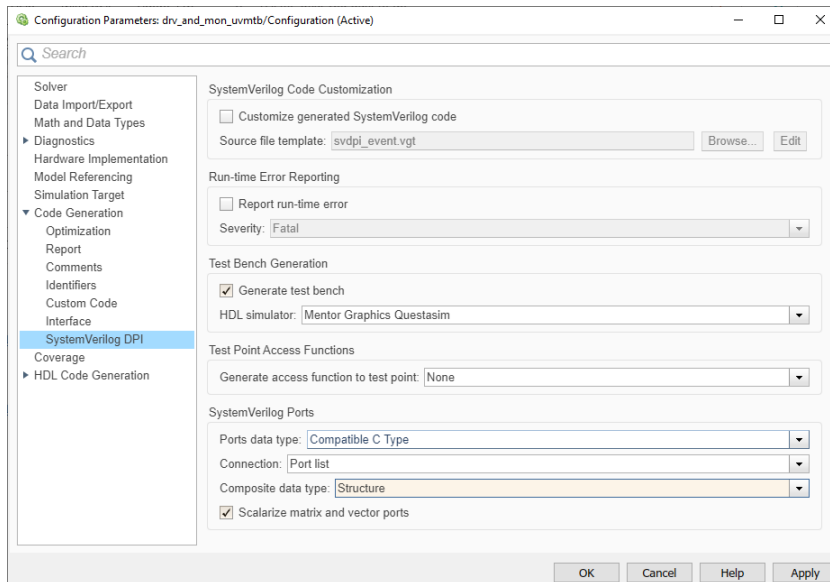 Configuration Parameters: drv_and_mon_uvmtb/Configuration (Active)
Search
Solver
Data Import/Export
Math and Data Types
Diagnostics
Hardware Implementation
Model Referencing
Simulation Target
Code Generation
Optimization
Report
Comments
Identifiers
Custom Code
Interface
SystemVerilog DPI
Coverage
HDL Code Generation
SystemVerilog Code Customization
Customize generated SystemVerilog code
Source file template: svdpi_event.vgt Browse... Edit
Run-time Error Reporting
Report run-time error
Severity: Fatal
Test Bench Generation
Generate test bench
HDL simulator: Mentor Graphics Questasim
Test Point Access Functions
Generate access function to test point: None
SystemVerilog Ports
Ports data type: Compatible C Type
Connection: Port list
Composite data type: Structure
Scalarize matrix and vector ports
OK Cancel Help Apply